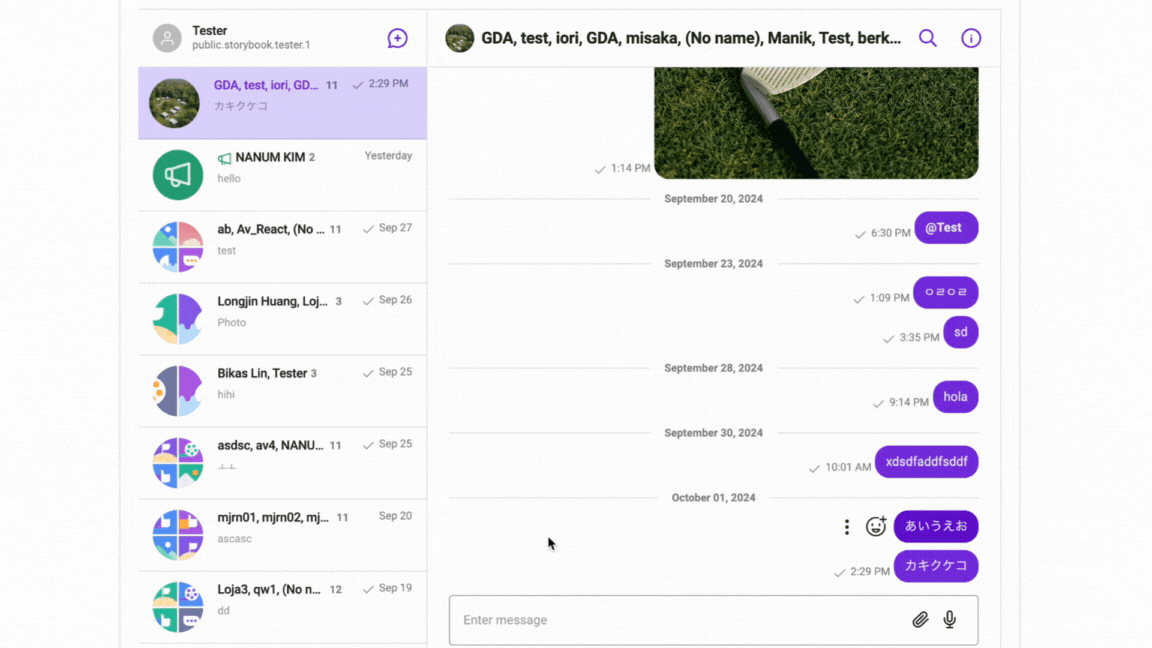 Tester
public.storybook.tester.1
GDA, test, iori, GD... 11 2:29 PM
カキクケコ
NANUM KIM 2 Yesterday
hello
ab, Av_React, (No ... 11 Sep 27
test
Longjin Huang, Loj... 3 Sep 26
Photo
Bikas Lin, Tester 3 Sep 25
hihi
asdsc, av4, NANU... 11 Sep 25
ㅗㅗ
mjrn01, mjrn02, mj... 11 Sep 20
ascasc
Loja3, qw1, (No n... 12 Sep 19
dd
GDA, test, iori, GDA, misaka, (No name), Manik, Test, berk...
1:14 PM
September 20, 2024
6:30 PM @Test
September 23, 2024
1:09 PM ㅇㄹㅇㄹ
3:35 PM sd
September 28, 2024
9:14 PM hola
September 30, 2024
10:01 AM xdsdfaddfsddf
October 01, 2024
あいうえお
2:29 PM カキクケコ
Enter message